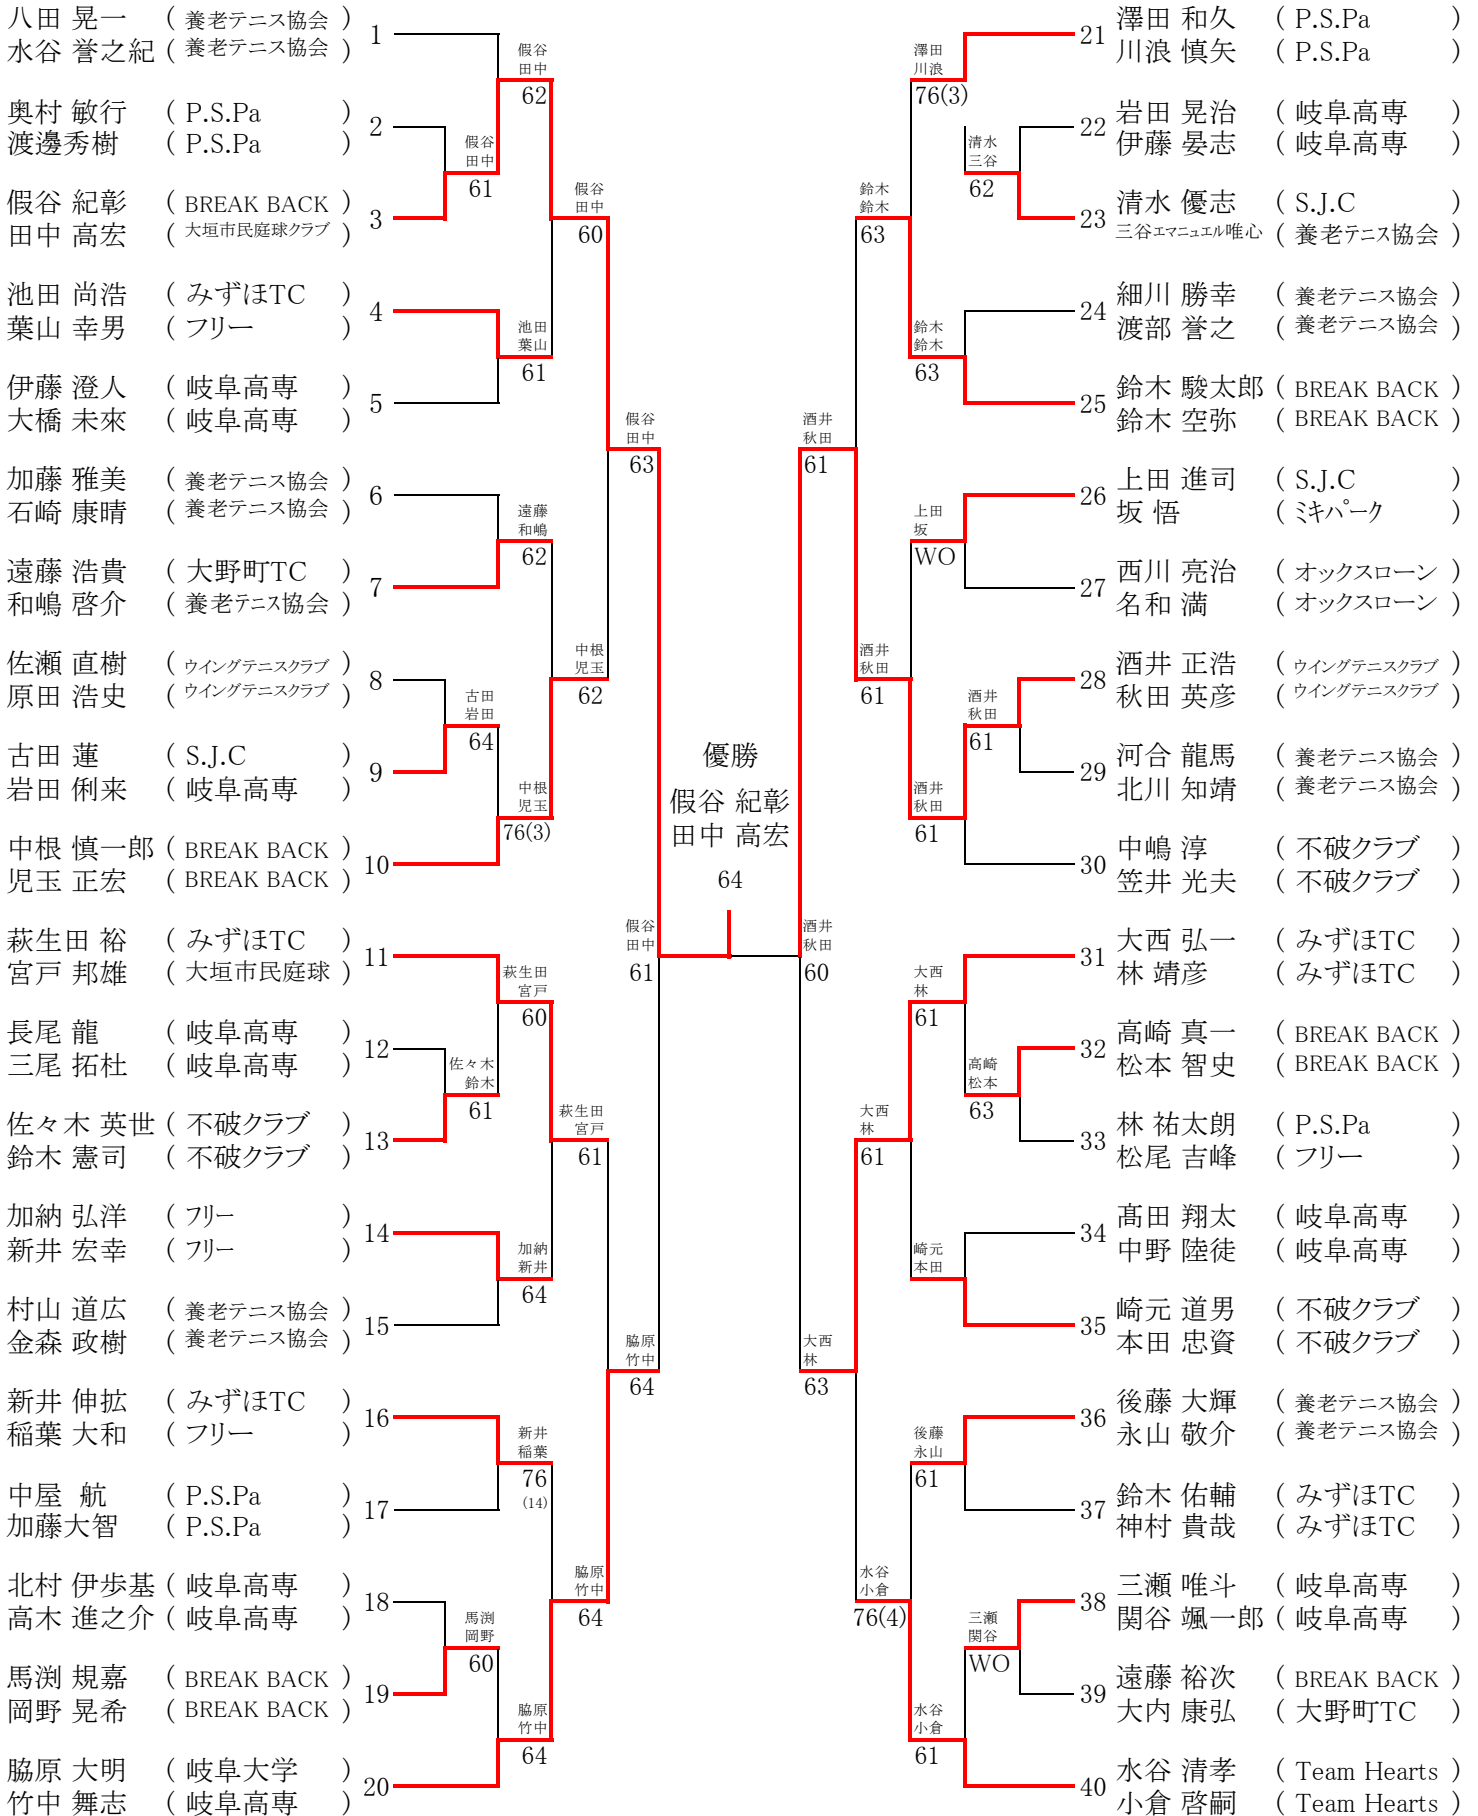 八田 晃一 ( 養老テニス協会 )
1
水谷 誉之紀 ( 養老テニス協会 )
奥村 敏行 ( P.S.Pa )
2
渡邊秀樹 ( P.S.Pa )
假谷 紀彰 ( BREAK BACK )
3
田中 高宏 ( 大垣市民庭球クラブ )
池田 尚浩 ( みずほTC )
4
葉山 幸男 ( フリー )
伊藤 澄人 ( 岐阜高専 )
5
大橋 未來 ( 岐阜高専 )
加藤 雅美 ( 養老テニス協会 )
6
石崎 康晴 ( 養老テニス協会 )
遠藤 浩貴 ( 大野町TC )
7
和嶋 啓介 ( 養老テニス協会 )
佐瀬 直樹 ( ウイングテニスクラブ )
8
原田 浩史 ( ウイングテニスクラブ )
古田 蓮 ( S.J.C )
9
岩田 俐来 ( 岐阜高専 )
中根 慎一郎 ( BREAK BACK )
10
児玉 正宏 ( BREAK BACK )
萩生田 裕 ( みずほTC )
11
宮戸 邦雄 ( 大垣市民庭球 )
長尾 龍 ( 岐阜高専 )
12
三尾 拓杜 ( 岐阜高専 )
佐々木 英世 ( 不破クラブ )
13
鈴木 憲司 ( 不破クラブ )
加納 弘洋 ( フリー )
14
新井 宏幸 ( フリー )
村山 道広 ( 養老テニス協会 )
15
金森 政樹 ( 養老テニス協会 )
新井 伸拡 ( みずほTC )
16
稲葉 大和 ( フリー )
中屋 航 ( P.S.Pa )
17
加藤大智 ( P.S.Pa )
北村 伊歩基 ( 岐阜高専 )
18
高木 進之介 ( 岐阜高専 )
馬渕 規嘉 ( BREAK BACK )
19
岡野 晃希 ( BREAK BACK )
脇原 大明 ( 岐阜大学 )
20
竹中 舞志 ( 岐阜高専 )
假谷
田中
61
古田
岩田
64
佐々木
鈴木
61
馬渕
岡野
60
假谷
田中
62
池田
葉山
61
遠藤
和嶋
62
中根
児玉
76(3)
萩生田
宮戸
60
加納
新井
64
新井
稲葉
76
(14)
脇原
竹中
64
假谷
田中
60
中根
児玉
62
萩生田
宮戸
61
脇原
竹中
64
假谷
田中
63
脇原
竹中
64
假谷
田中
61
優勝
假谷 紀彰
田中 高宏
64
酒井
秋田
60
酒井
秋田
61
大西
林
63
鈴木
鈴木
63
酒井
秋田
61
大西
林
61
水谷
小倉
76(4)
澤田
川浪
76(3)
鈴木
鈴木
63
上田
坂
WO
酒井
秋田
61
大西
林
61
崎元
本田
後藤
永山
61
水谷
小倉
61
清水
三谷
62
酒井
秋田
61
高崎
松本
63
三瀬
関谷
WO
澤田 和久 ( P.S.Pa )
21
川浪 慎矢 ( P.S.Pa )
岩田 晃治 ( 岐阜高専 )
22
伊藤 晏志 ( 岐阜高専 )
清水 優志 ( S.J.C )
23
三谷エマニュエル唯心 ( 養老テニス協会 )
細川 勝幸 ( 養老テニス協会 )
24
渡部 誉之 ( 養老テニス協会 )
鈴木 駿太郎 ( BREAK BACK )
25
鈴木 空弥 ( BREAK BACK )
上田 進司 ( S.J.C )
26
坂 悟 ( ミキパーク )
西川 亮治 ( オックスローン )
27
名和 満 ( オックスローン )
酒井 正浩 ( ウイングテニスクラブ )
28
秋田 英彦 ( ウイングテニスクラブ )
河合 龍馬 ( 養老テニス協会 )
29
北川 知靖 ( 養老テニス協会 )
中嶋 淳 ( 不破クラブ )
30
笠井 光夫 ( 不破クラブ )
大西 弘一 ( みずほTC )
31
林 靖彦 ( みずほTC )
高崎 真一 ( BREAK BACK )
32
松本 智史 ( BREAK BACK )
林 祐太朗 ( P.S.Pa )
33
松尾 吉峰 ( フリー )
髙田 翔太 ( 岐阜高専 )
34
中野 陸徒 ( 岐阜高専 )
崎元 道男 ( 不破クラブ )
35
本田 忠資 ( 不破クラブ )
後藤 大輝 ( 養老テニス協会 )
36
永山 敬介 ( 養老テニス協会 )
鈴木 佑輔 ( みずほTC )
37
神村 貴哉 ( みずほTC )
三瀬 唯斗 ( 岐阜高専 )
38
関谷 颯一郎 ( 岐阜高専 )
遠藤 裕次 ( BREAK BACK )
39
大内 康弘 ( 大野町TC )
水谷 清孝 ( Team Hearts )
40
小倉 啓嗣 ( Team Hearts )